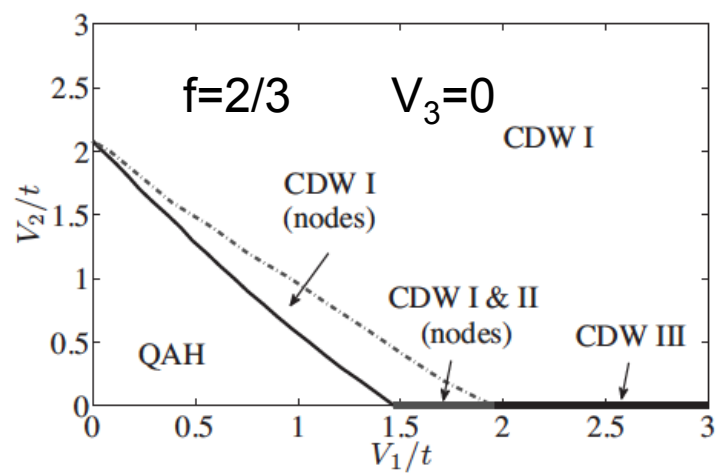 3
2.5
2
1.5
1
0.5
0
V₂/t
f=2/3 V₃=0
CDW I
CDW I
(nodes)
CDW I & II
(nodes)
CDW III
QAH
0 0.5 1 1.5 2 2.5 3
V₁/t